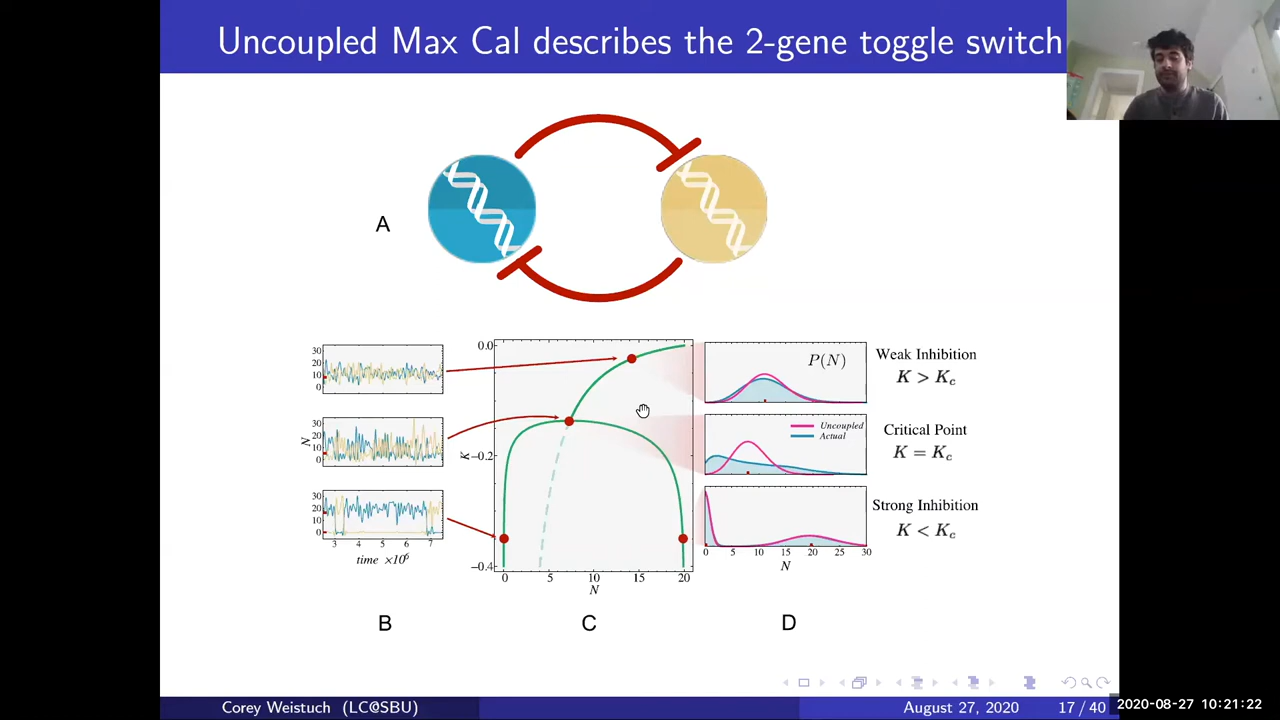 Uncoupled Max Cal describes the 2-gene toggle switch
A
30
20
10
0
30
20
10
0
N
30
20
10
0
3 4 5 6 7
time ×10⁶
B
0.0
−0.2
−0.4
K
0 5 10 15 20
N
C
P(N)
Uncoupled
Actual
0 5 10 15 20 25 30
N
D
Weak Inhibition
K > Kc
Critical Point
K = Kc
Strong Inhibition
K < Kc
Corey Weistuch (LC@SBU) August 27, 2020 17 / 40
2020-08-27 10:21:22